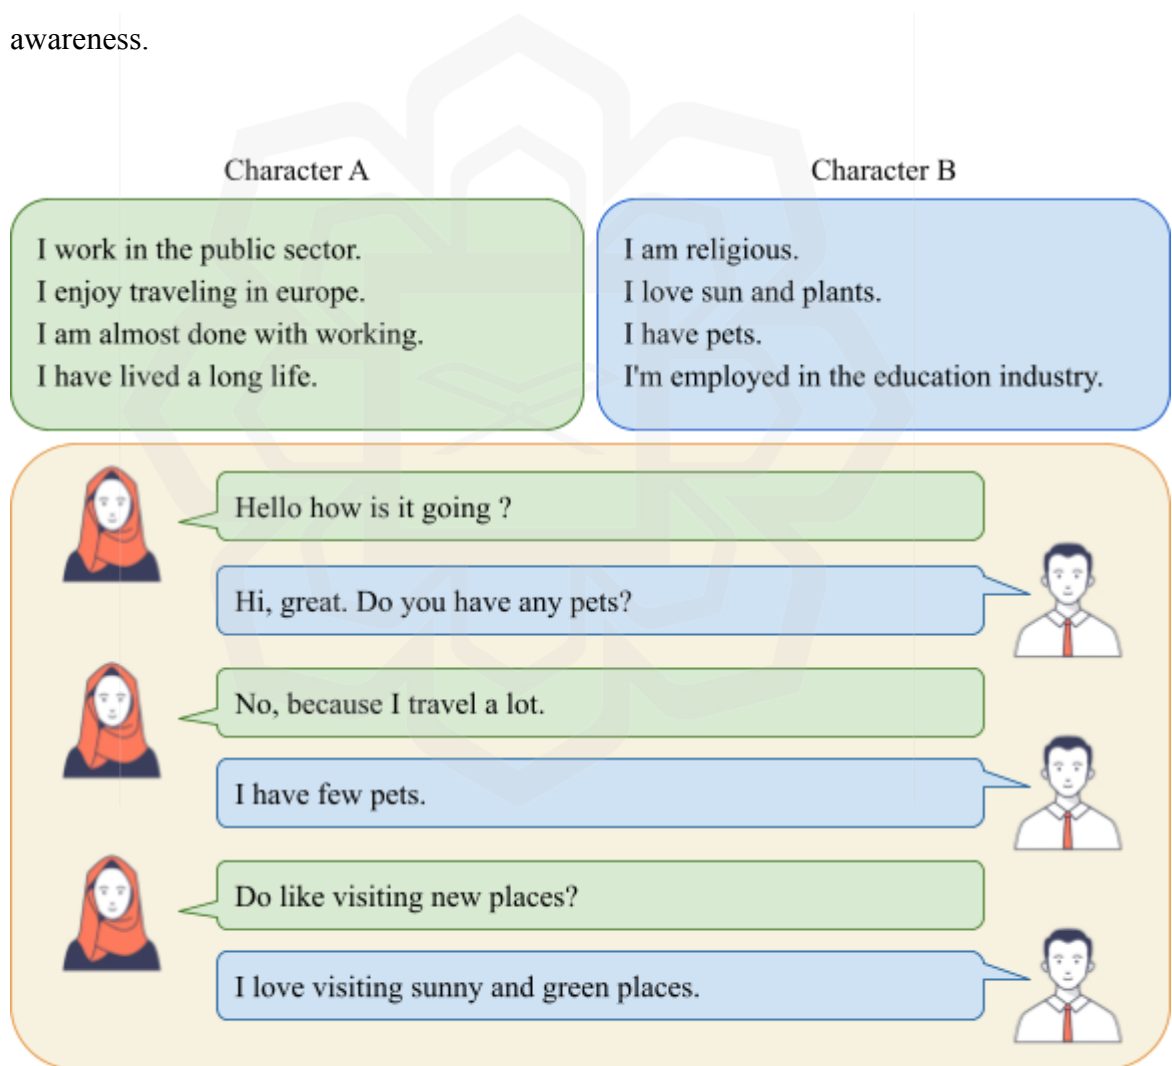 awareness.
Character A
Character B
I work in the public sector.
I enjoy traveling in europe.
I am almost done with working.
I have lived a long life.
I am religious.
I love sun and plants.
I have pets.
I'm employed in the education industry.
Hello how is it going ?
Hi, great. Do you have any pets?
No, because I travel a lot.
I have few pets.
Do like visiting new places?
I love visiting sunny and green places.